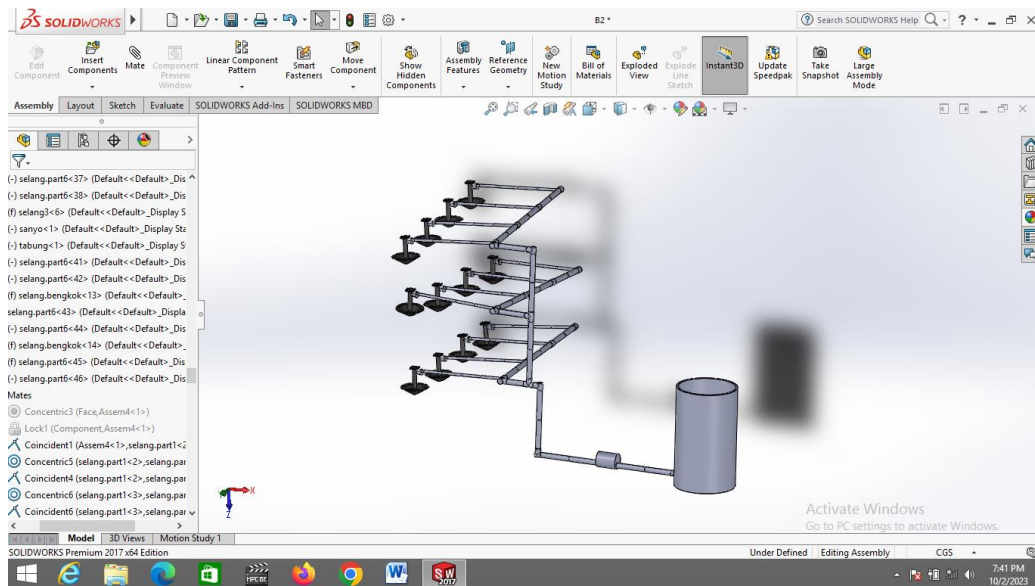 SOLIDWORKS
B2 *
Search SOLIDWORKS Help
Edit Component
Insert Components
Mate
Component Preview Window
Linear Component Pattern
Smart Fasteners
Move Component
Show Hidden Components
Assembly Features
Reference Geometry
New Motion Study
Bill of Materials
Exploded View
Explode Line Sketch
Instant3D
Update Speedpak
Take Snapshot
Large Assembly Mode
Assembly Layout Sketch Evaluate SOLIDWORKS Add-Ins SOLIDWORKS MBD
(-) selang.part6<37> (Default<<Default>_Dis
(-) selang.part6<38> (Default<<Default>_Dis
(f) selang3<6> (Default<<Default>_Display S
(-) sanyo<1> (Default<<Default>_Display Sta
(-) tabung<1> (Default<<Default>_Display S
(-) selang.part6<41> (Default<<Default>_Dis
(-) selang.part6<42> (Default<<Default>_Dis
(f) selang.bengkok<13> (Default<<Default>_
selang.part6<43> (Default<<Default>_Displa
(-) selang.part6<44> (Default<<Default>_Dis
(f) selang.bengkok<14> (Default<<Default>_
(-) selang.part6<45> (Default<<Default>_Dis
(-) selang.part6<46> (Default<<Default>_Dis
Mates
Concentric3 (Face,Assem4<1>)
Lock1 (Component,Assem4<1>)
Coincident1 (Assem4<1>,selang.part1<2
Concentric5 (selang.part1<2>,selang.par
Coincident4 (selang.part1<2>,selang.par
Concentric6 (selang.part1<3>,selang.par
Coincident6 (selang.part1<3>,selang.par
X
Z
Activate Windows
Go to PC settings to activate Windows.
Model 3D Views Motion Study 1
SOLIDWORKS Premium 2017 x64 Edition
Under Defined Editing Assembly CGS
SW 2017
7:41 PM
10/2/2023